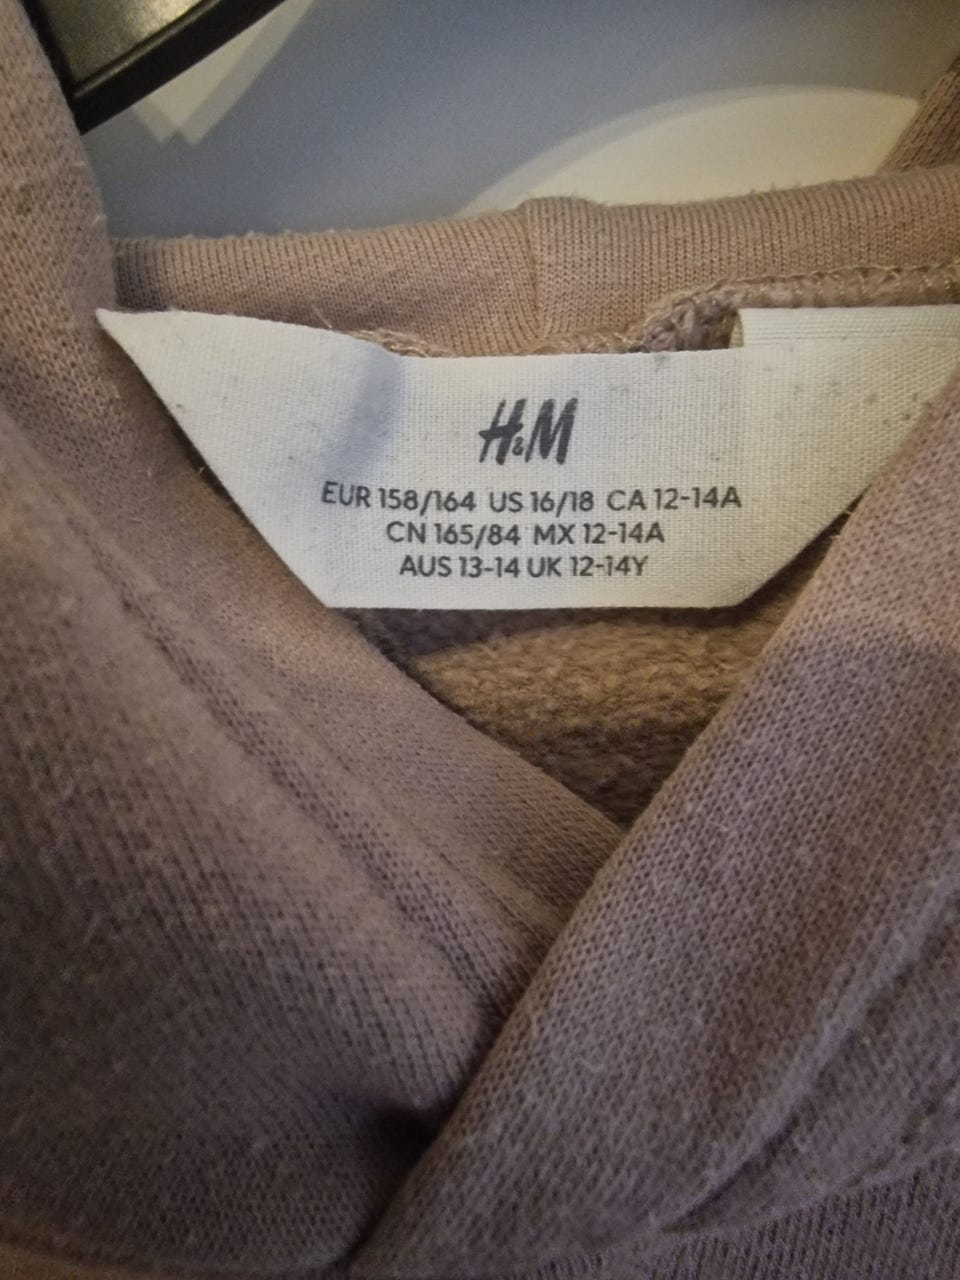 H&M
EUR 158/164 US 16/18 CA 12-14A
CN 165/84 MX 12-14A
AUS 13-14 UK 12-14Y